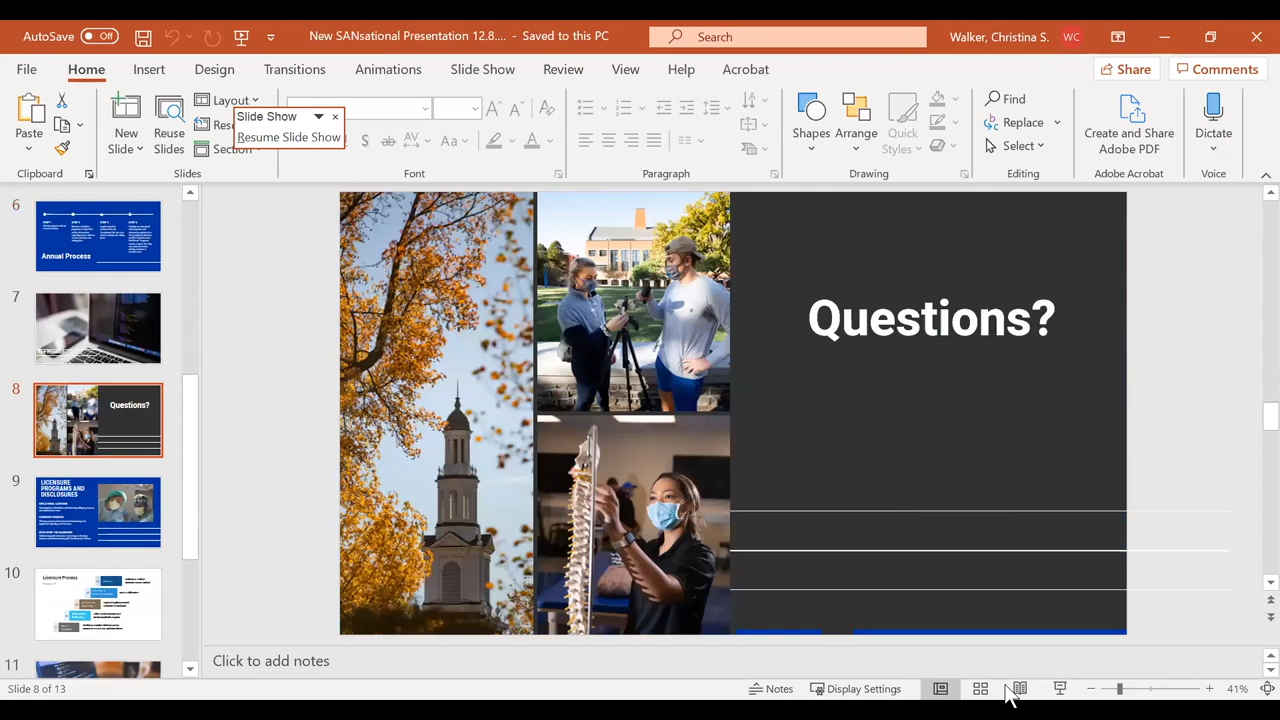 AutoSave Off New SANsational Presentation 12.8.... - Saved to this PC Search Walker, Christina S. WC
File Home Insert Design Transitions Animations Slide Show Review View Help Acrobat Share Comments
Paste
Clipboard
New Slide
Reuse Slides
Layout
Section
Slides
Slide Show
Resume Slide Show
Font
Paragraph
Shapes
Arrange
Quick Styles
Drawing
Find
Replace
Select
Editing
Create and Share Adobe PDF
Adobe Acrobat
Dictate
Voice
6
Annual Process
7
8
Questions?
9
LICENSURE
PROGRAMS AND
DISCLOSURES
10
Licensure Process
11
Questions?
Click to add notes
Slide 8 of 13 Notes Display Settings 41%